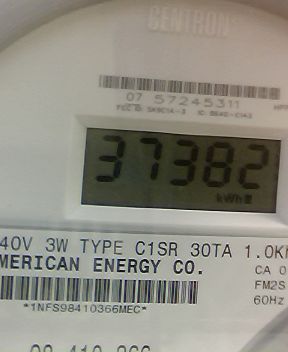 CENTRON
07 57245311
37382
kWh
40V 3W TYPE C1SR 30TA 1.0K
MERICAN ENERGY CO.
CA 0
FM2S
60Hz
*1NFS98410366MEC*